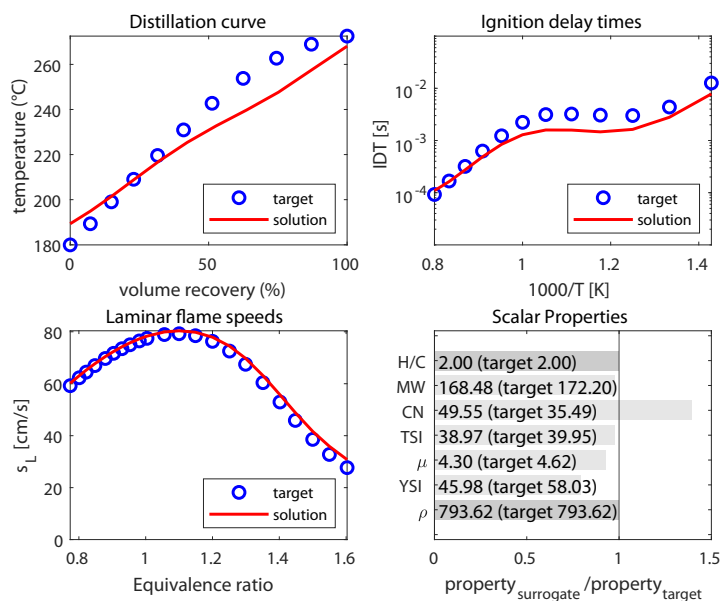 Distillation curve
temperature (°C)
260
240
220
200
180
0
50
100
volume recovery (%)
target
solution
Ignition delay times
IDT [s]
10-2
10-3
10-4
0.8
1
1.2
1.4
1000/T [K]
target
solution
Laminar flame speeds
sL [cm/s]
80
60
40
20
0
0.8
1
1.2
1.4
1.6
Equivalence ratio
target
solution
Scalar Properties
H/C 2.00 (target 2.00)
MW 168.48 (target 172.20)
CN 49.55 (target 35.49)
TSI 38.97 (target 39.95)
μ 4.30 (target 4.62)
YSI 45.98 (target 58.03)
ρ 793.62 (target 793.62)
0
0.5
1
1.5
propertysurrogate/propertytarget